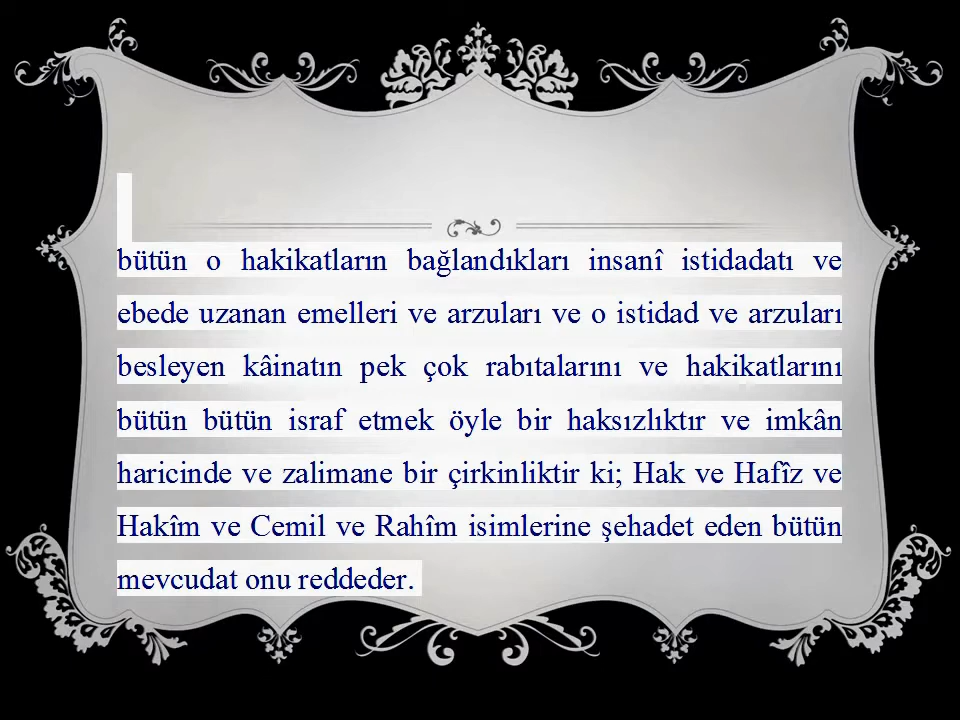 bütün o hakikatların bağlandıkları insanî istidadatı ve
ebede uzanan emelleri ve arzuları ve o istidad ve arzuları
besleyen kâinatın pek çok rabıtalarını ve hakikatlarını
bütün bütün israf etmek öyle bir haksızlıktır ve imkân
haricinde ve zalimane bir çirkinliktir ki; Hak ve Hafîz ve
Hakîm ve Cemil ve Rahîm isimlerine şehadet eden bütün
mevcudat onu reddeder.